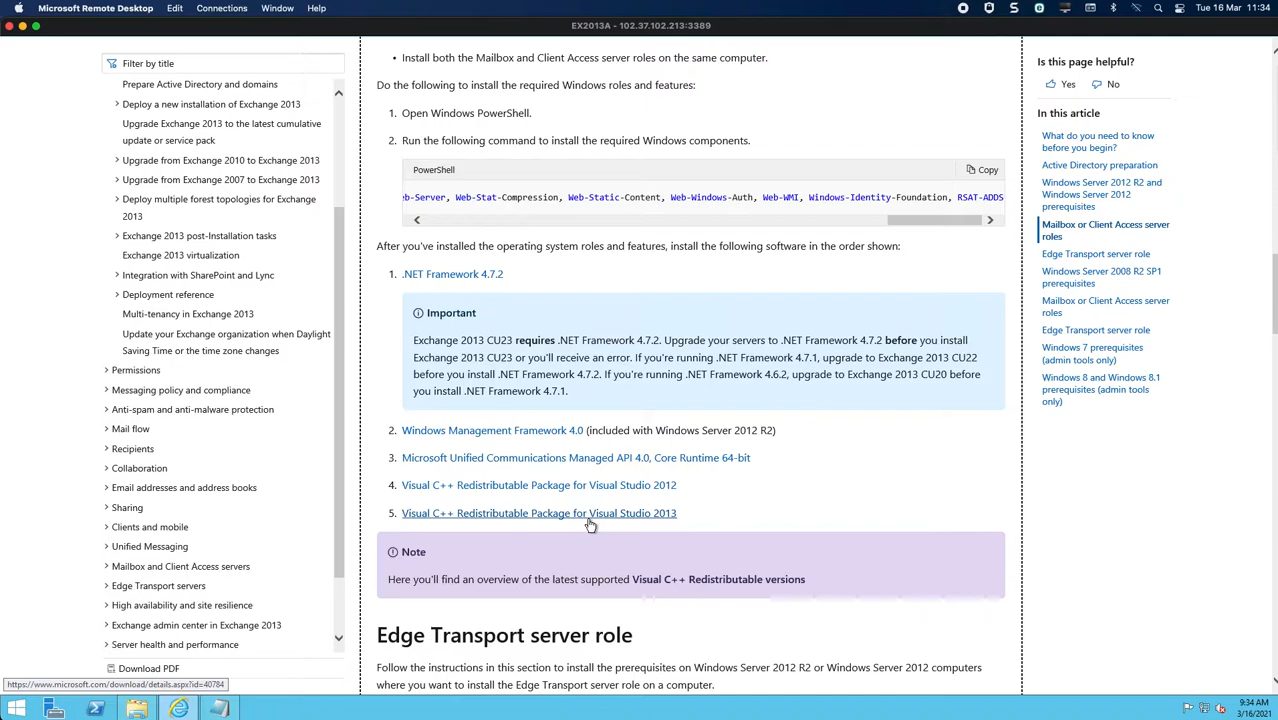 Microsoft Remote Desktop Edit Connections Window Help Tue 16 Mar 11:34
EX2013A - 102.37.102.213:3389
Filter by title
Prepare Active Directory and domains
Deploy a new installation of Exchange 2013
Upgrade Exchange 2013 to the latest cumulative
update or service pack
Upgrade from Exchange 2010 to Exchange 2013
Upgrade from Exchange 2007 to Exchange 2013
Deploy multiple forest topologies for Exchange
2013
Exchange 2013 post-Installation tasks
Exchange 2013 virtualization
Integration with SharePoint and Lync
Deployment reference
Multi-tenancy in Exchange 2013
Update your Exchange organization when Daylight
Saving Time or the time zone changes
Permissions
Messaging policy and compliance
Anti-spam and anti-malware protection
Mail flow
Recipients
Collaboration
Email addresses and address books
Sharing
Clients and mobile
Unified Messaging
Mailbox and Client Access servers
Edge Transport servers
High availability and site resilience
Exchange admin center in Exchange 2013
Server health and performance
Download PDF
https://www.microsoft.com/download/details.aspx?id=40784
• Install both the Mailbox and Client Access server roles on the same computer.
Do the following to install the required Windows roles and features:
1. Open Windows PowerShell.
2. Run the following command to install the required Windows components.
PowerShell Copy
b-Server, Web-Stat-Compression, Web-Static-Content, Web-Windows-Auth, Web-WMI, Windows-Identity-Foundation, RSAT-ADDS
After you've installed the operating system roles and features, install the following software in the order shown:
1. .NET Framework 4.7.2
Important
Exchange 2013 CU23 requires .NET Framework 4.7.2. Upgrade your servers to .NET Framework 4.7.2 before you install
Exchange 2013 CU23 or you'll receive an error. If you're running .NET Framework 4.7.1, upgrade to Exchange 2013 CU22
before you install .NET Framework 4.7.2. If you're running .NET Framework 4.6.2, upgrade to Exchange 2013 CU20 before
you install .NET Framework 4.7.1.
2. Windows Management Framework 4.0 (included with Windows Server 2012 R2)
3. Microsoft Unified Communications Managed API 4.0, Core Runtime 64-bit
4. Visual C++ Redistributable Package for Visual Studio 2012
5. Visual C++ Redistributable Package for Visual Studio 2013
Note
Here you'll find an overview of the latest supported Visual C++ Redistributable versions
Edge Transport server role
Follow the instructions in this section to install the prerequisites on Windows Server 2012 R2 or Windows Server 2012 computers
where you want to install the Edge Transport server role on a computer.
Is this page helpful?
Yes No
In this article
What do you need to know
before you begin?
Active Directory preparation
Windows Server 2012 R2 and
Windows Server 2012
prerequisites
Mailbox or Client Access server
roles
Edge Transport server role
Windows Server 2008 R2 SP1
prerequisites
Mailbox or Client Access server
roles
Edge Transport server role
Windows 7 prerequisites
(admin tools only)
Windows 8 and Windows 8.1
prerequisites (admin tools
only)
9:34 AM
3/16/2021